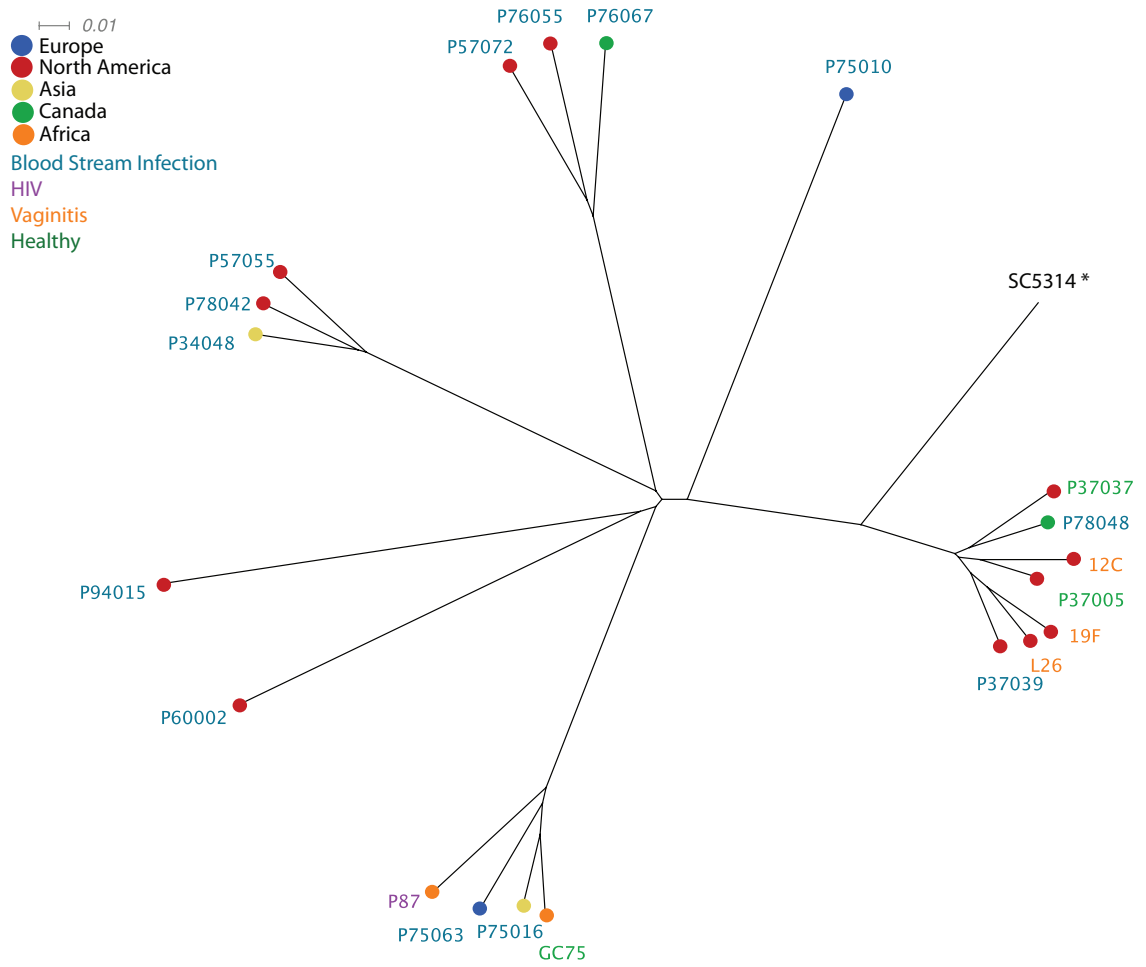 0.01
Europe
North America
Asia
Canada
Africa
Blood Stream Infection
HIV
Vaginitis
Healthy
P76055
P76067
P57072
P75010
P57055
P78042
P34048
SC5314 *
P37037
P78048
12C
P37005
19F
L26
P37039
P94015
P60002
P87
P75063
P75016
GC75